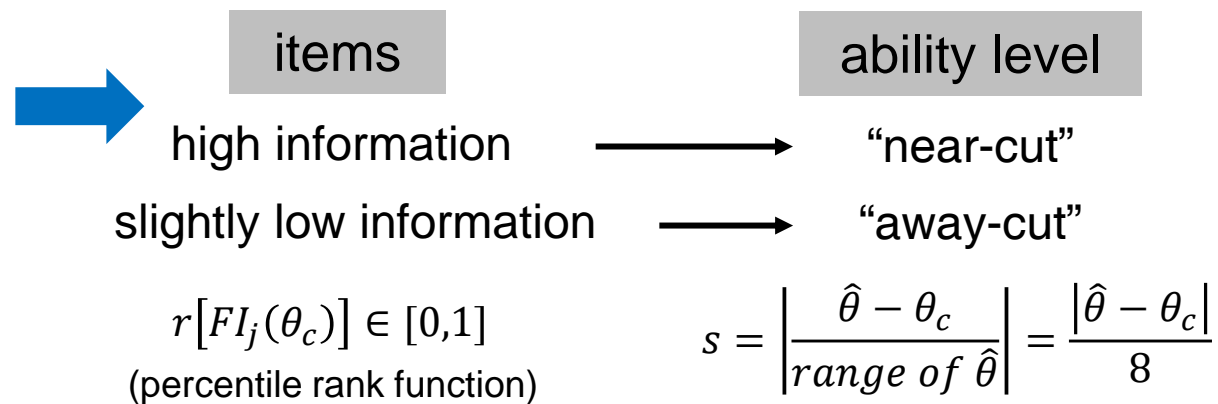 items ability level
high information “near-cut”
slightly low information “away-cut”
r[FI_j(θ_c)] ∈ [0,1] s = |(θ̂ − θ_c) / (range of θ̂)| = |θ̂ − θ_c| / 8
(percentile rank function)